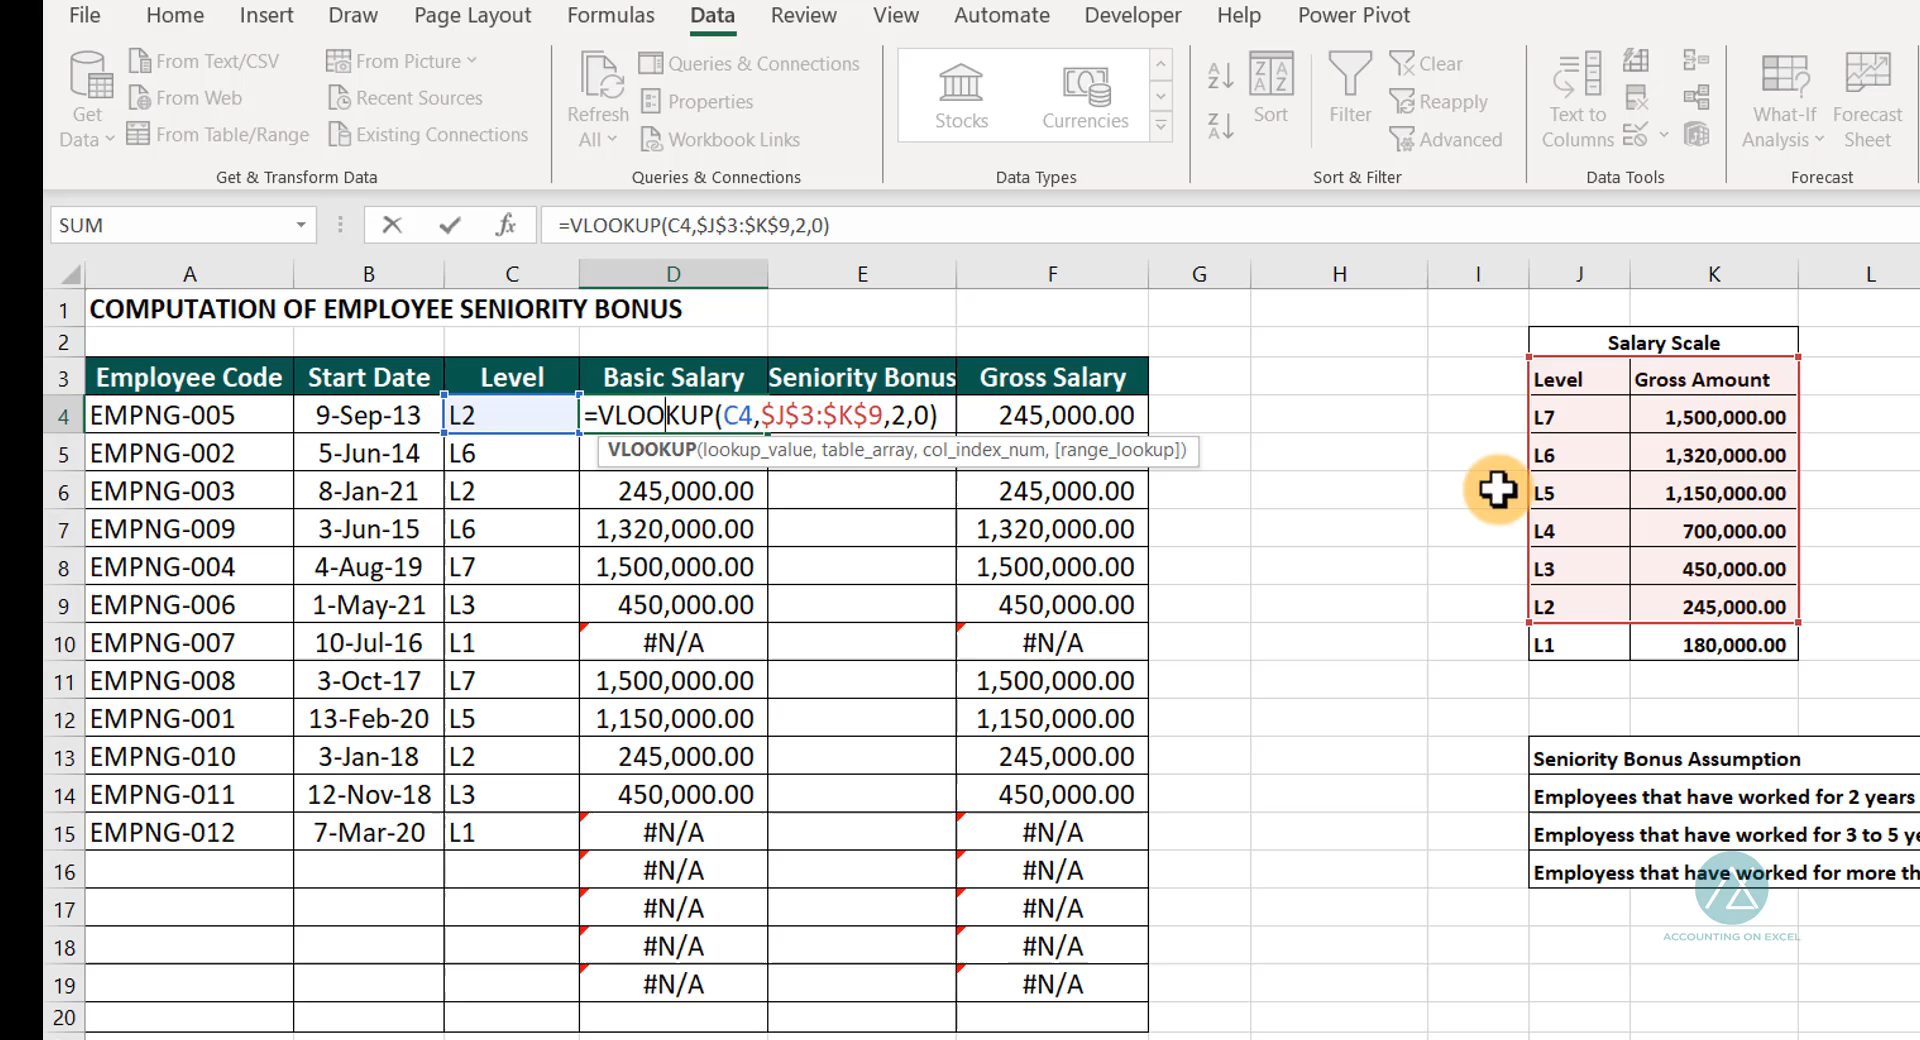 File Home Insert Draw Page Layout Formulas Data Review View Automate Developer Help Power Pivot
Get Data
From Text/CSV
From Web
From Table/Range
From Picture
Recent Sources
Existing Connections
Get & Transform Data
Refresh All
Queries & Connections
Properties
Workbook Links
Queries & Connections
Stocks
Currencies
Data Types
Sort
Filter
Clear
Reapply
Advanced
Sort & Filter
Text to Columns
Data Tools
What-If Analysis
Forecast Sheet
Forecast
SUM fx =VLOOKUP(C4,$J$3:$K$9,2,0)
A B C D E F G H I J K L
1 COMPUTATION OF EMPLOYEE SENIORITY BONUS
2 Salary Scale
3 Employee Code Start Date Level Basic Salary Seniority Bonus Gross Salary Level Gross Amount
4 EMPNG-005 9-Sep-13 L2 =VLOOKUP(C4,$J$3:$K$9,2,0) 245,000.00 L7 1,500,000.00
VLOOKUP(lookup_value, table_array, col_index_num, [range_lookup])
5 EMPNG-002 5-Jun-14 L6 L6 1,320,000.00
6 EMPNG-003 8-Jan-21 L2 245,000.00 245,000.00 L5 1,150,000.00
7 EMPNG-009 3-Jun-15 L6 1,320,000.00 1,320,000.00 L4 700,000.00
8 EMPNG-004 4-Aug-19 L7 1,500,000.00 1,500,000.00 L3 450,000.00
9 EMPNG-006 1-May-21 L3 450,000.00 450,000.00 L2 245,000.00
10 EMPNG-007 10-Jul-16 L1 #N/A #N/A L1 180,000.00
11 EMPNG-008 3-Oct-17 L7 1,500,000.00 1,500,000.00
12 EMPNG-001 13-Feb-20 L5 1,150,000.00 1,150,000.00
13 EMPNG-010 3-Jan-18 L2 245,000.00 245,000.00 Seniority Bonus Assumption
14 EMPNG-011 12-Nov-18 L3 450,000.00 450,000.00 Employees that have worked for 2 years
15 EMPNG-012 7-Mar-20 L1 #N/A #N/A Employess that have worked for 3 to 5 ye
16 #N/A #N/A Employess that have worked for more th
17 #N/A #N/A
18 #N/A #N/A
ACCOUNTING ON EXCEL
19 #N/A #N/A
20